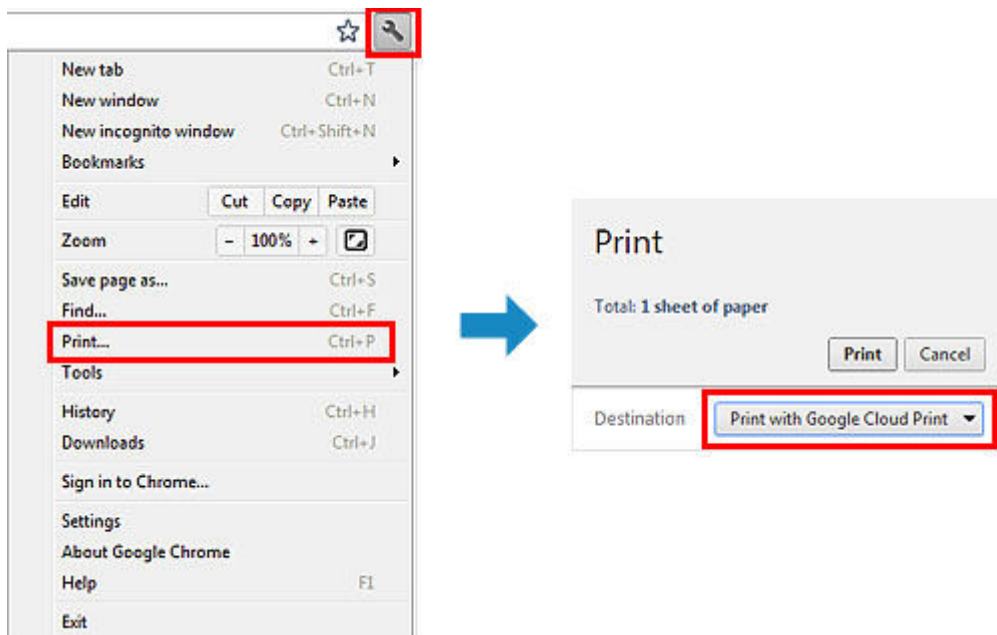 New tab Ctrl+T
New window Ctrl+N
New incognito window Ctrl+Shift+N
Bookmarks
Edit Cut Copy Paste
Zoom - 100% +
Save page as... Ctrl+S
Find... Ctrl+F
Print... Ctrl+P
Tools
History Ctrl+H
Downloads Ctrl+J
Sign in to Chrome...
Settings
About Google Chrome
Help F1
Exit
Print
Total: 1 sheet of paper
Print Cancel
Destination Print with Google Cloud Print